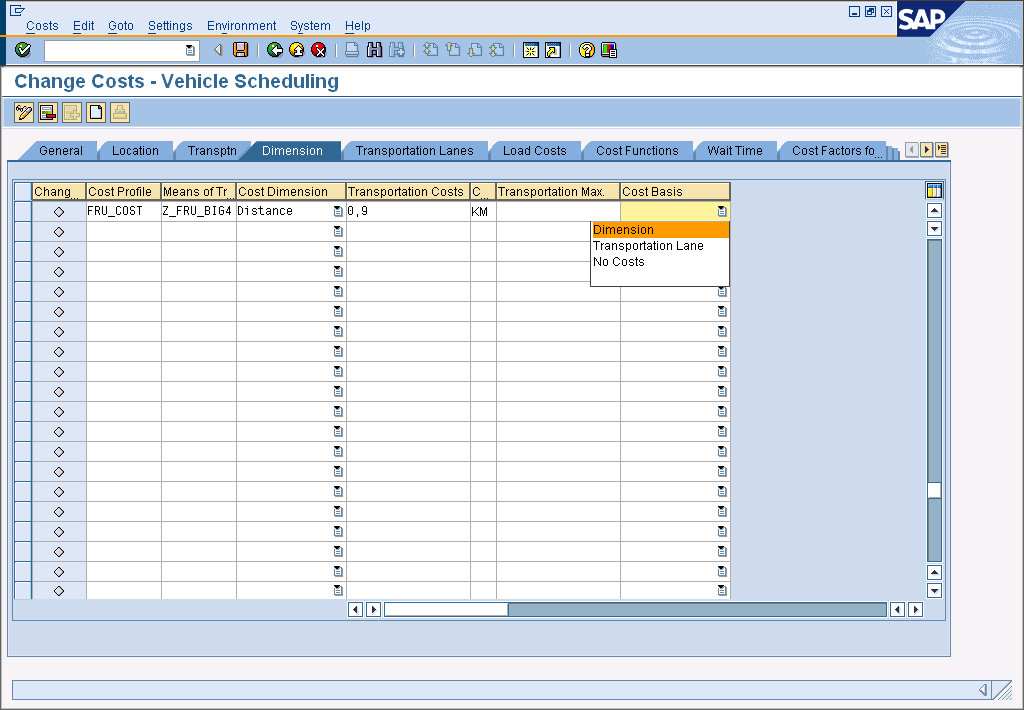 Costs Edit Goto Settings Environment System Help
SAP
Change Costs - Vehicle Scheduling
General Location Transptn Dimension Transportation Lanes Load Costs Cost Functions Wait Time Cost Factors fo...
Chang... Cost Profile Means of Tr... Cost Dimension Transportation Costs C... Transportation Max. Cost Basis
FRU_COST Z_FRU_BIG4 Distance 0,9 KM
Dimension
Transportation Lane
No Costs